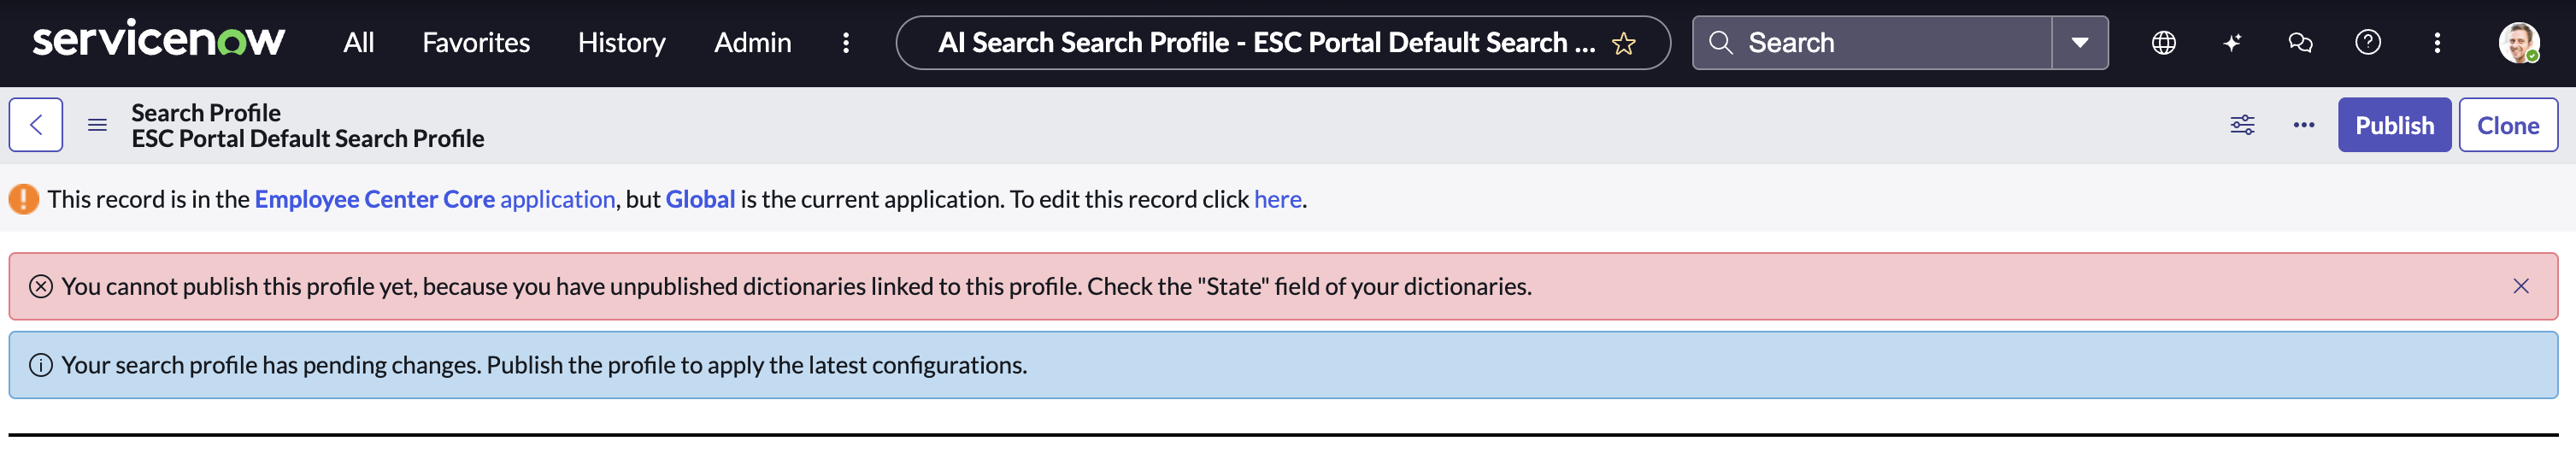 servicenow All Favorites History Admin AI Search Search Profile - ESC Portal Default Search ... Search
Search Profile
ESC Portal Default Search Profile
Publish Clone
This record is in the Employee Center Core application, but Global is the current application. To edit this record click here.
You cannot publish this profile yet, because you have unpublished dictionaries linked to this profile. Check the "State" field of your dictionaries.
Your search profile has pending changes. Publish the profile to apply the latest configurations.